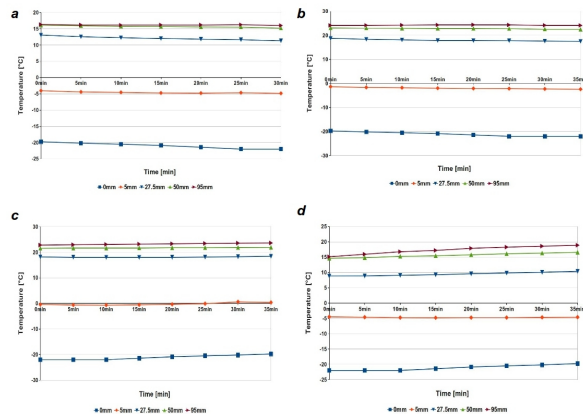 a
20
15
10
5
0
-5
-10
-15
-20
-25
Temperature [°C]
0min 5min 10min 15min 20min 25min 30min
Time [min]
0mm 5mm 27.5mm 50mm 95mm
b
30
20
10
0
-10
-20
-30
Temperature [°C]
0min 5min 10min 15min 20min 25min 30min 35min
Time [min]
0mm 5mm 27.5mm 50mm 95mm
c
30
20
10
0
-10
-20
-30
Temperature [°C]
0min 5min 10min 15min 20min 25min 30min 35min
Time [min]
0mm 5mm 27.5mm 50mm 95mm
d
25
20
15
10
5
0
-5
-10
-15
-20
-25
Temperature [°C]
0min 5min 10min 15min 20min 25min 30min 35min
Time [min]
0mm 5mm 27.5mm 50mm 95mm